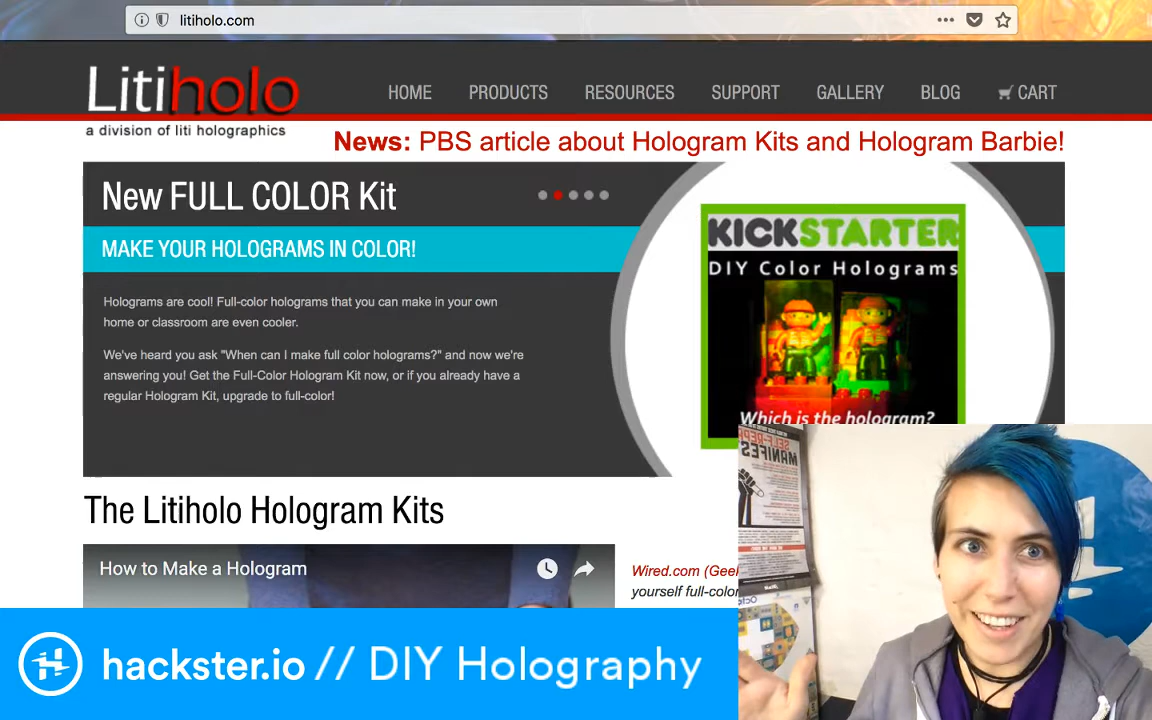 litiholo.com
Litiholo
a division of liti holographics
HOME PRODUCTS RESOURCES SUPPORT GALLERY BLOG CART
News: PBS article about Hologram Kits and Hologram Barbie!
New FULL COLOR Kit
MAKE YOUR HOLOGRAMS IN COLOR!
Holograms are cool! Full-color holograms that you can make in your own
home or classroom are even cooler.
We've heard you ask "When can I make full color holograms?" and now we're
answering you! Get the Full-Color Hologram Kit now, or if you already have a
regular Hologram Kit, upgrade to full-color!
KICKSTARTER
DIY Color Holograms
Which is the hologram?
The Litiholo Hologram Kits
How to Make a Hologram
Wired.com (Geek
yourself full-color
MANIFES
hackster.io // DIY Holography